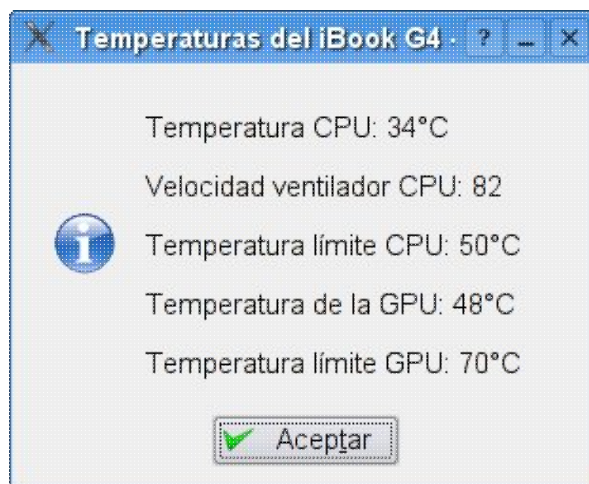 Temperaturas del iBook G4 -
Temperatura CPU: 34°C
Velocidad ventilador CPU: 82
Temperatura límite CPU: 50°C
Temperatura de la GPU: 48°C
Temperatura límite GPU: 70°C
Aceptar